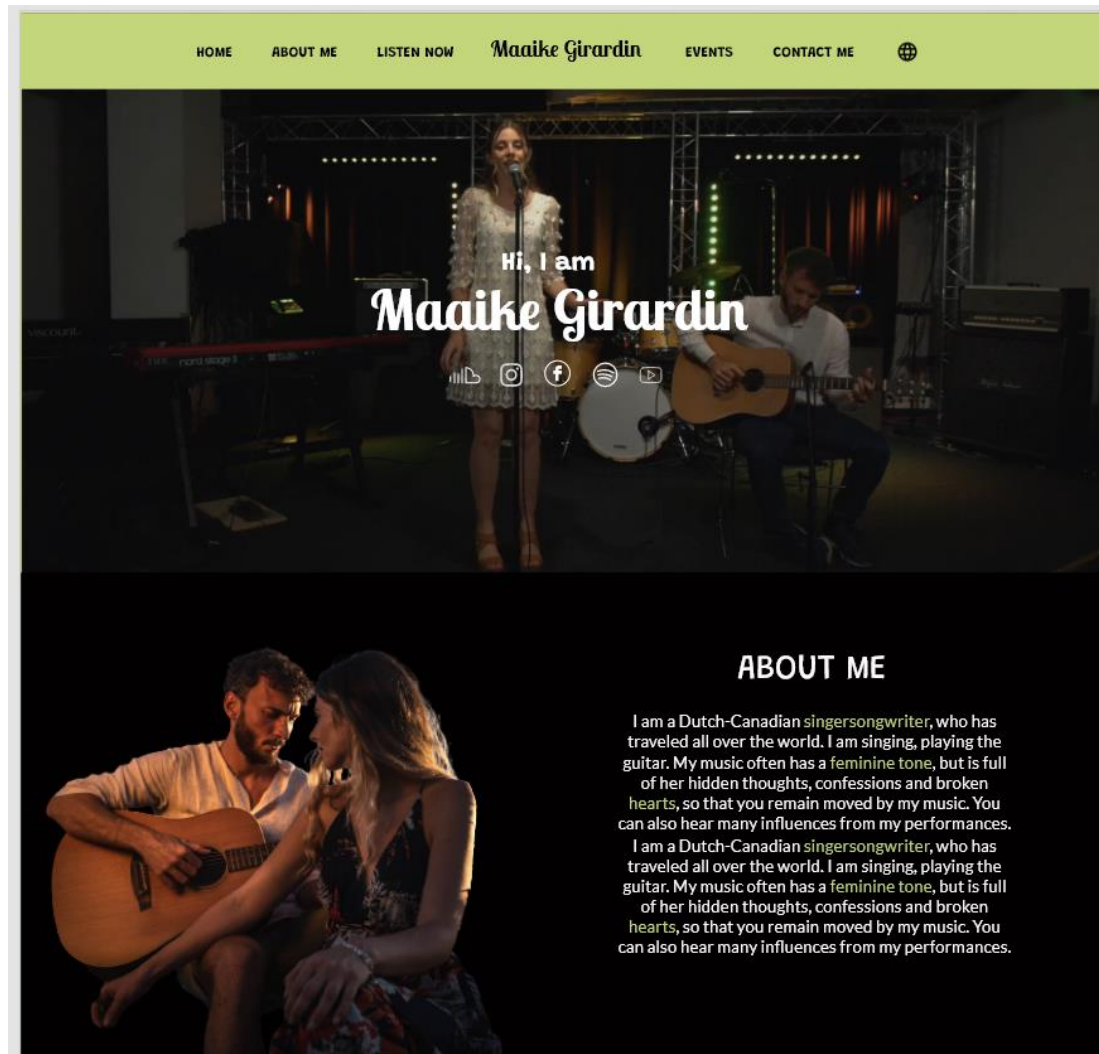 HOME ABOUT ME LISTEN NOW Maaike Girardin EVENTS CONTACT ME
Hi, I am
Maaike Girardin
viscount
nord stage 3
ABOUT ME
I am a Dutch-Canadian singersongwriter, who has
traveled all over the world. I am singing, playing the
guitar. My music often has a feminine tone, but is full
of her hidden thoughts, confessions and broken
hearts, so that you remain moved by my music. You
can also hear many influences from my performances.
I am a Dutch-Canadian singersongwriter, who has
traveled all over the world. I am singing, playing the
guitar. My music often has a feminine tone, but is full
of her hidden thoughts, confessions and broken
hearts, so that you remain moved by my music. You
can also hear many influences from my performances.